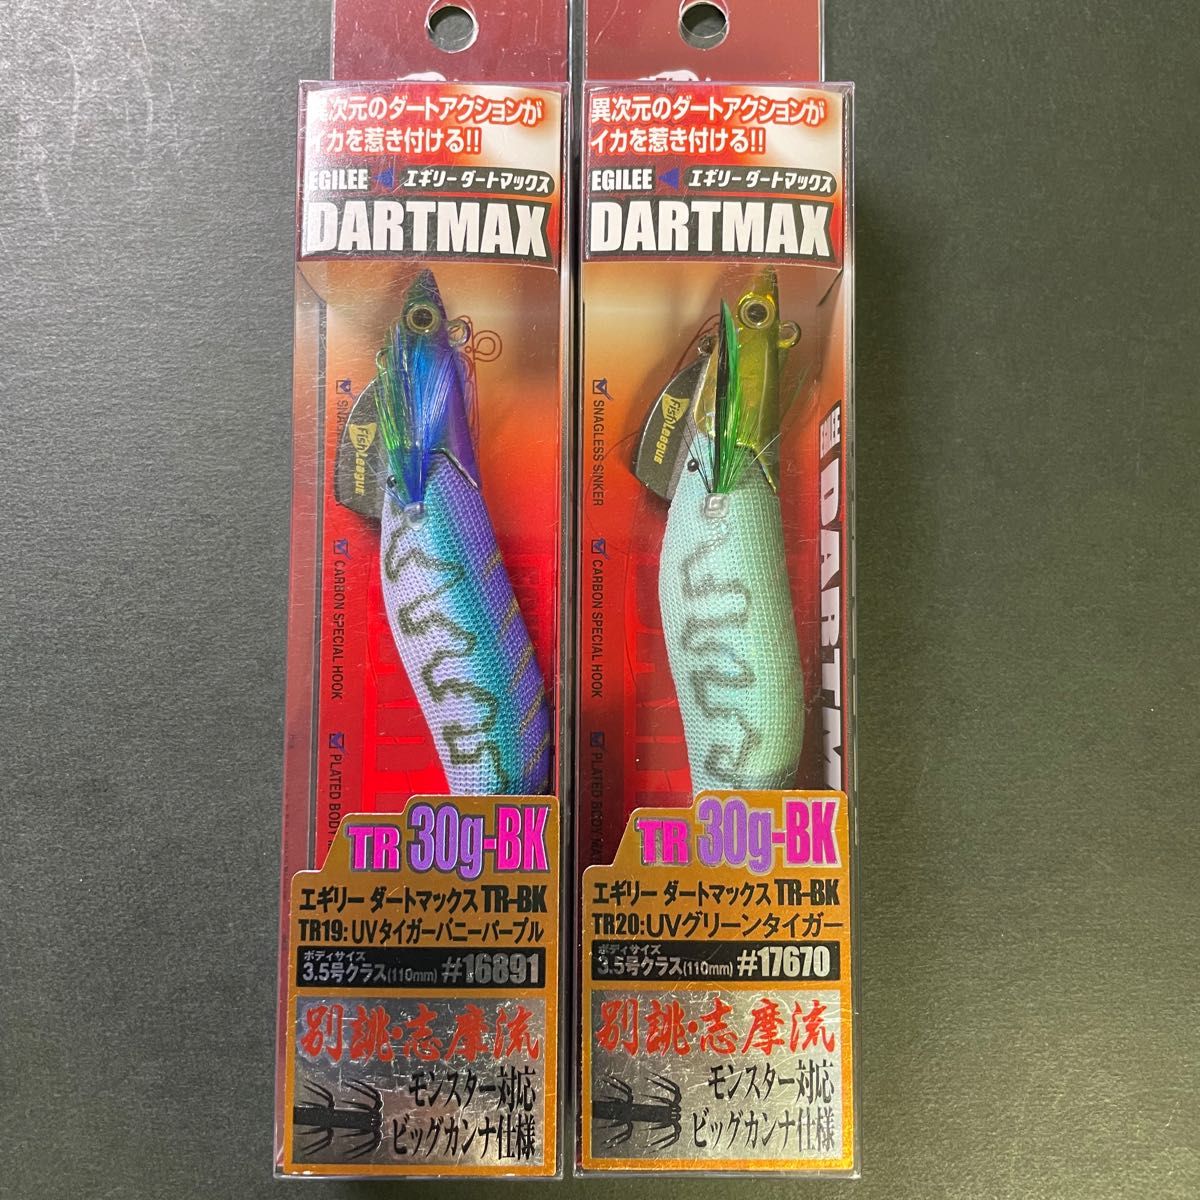 異次元のダートアクションが
イカを惹き付ける!!
EGILEE エギリー ダートマックス
DARTMAX
FishLeague
CARBON SPECIAL HOOK
PLATED BODY
TR 30g-BK
エギリー ダートマックス TR-BK
TR19:UVタイガーバニーパープル
ボディサイズ
3.5号クラス(110mm) #16891
別誂・志摩流
モンスター対応
ビッグカンナ仕様
異次元のダートアクションが
イカを惹き付ける!!
EGILEE エギリー ダートマックス
DARTMAX
FishLeague
SNAGLESS SINKER
CARBON SPECIAL HOOK
PLATED BODY
TR 30g-BK
エギリー ダートマックス TR-BK
TR20:UVグリーンタイガー
ボディサイズ
3.5号クラス(110mm) #17670
別誂・志摩流
モンスター対応
ビッグカンナ仕様